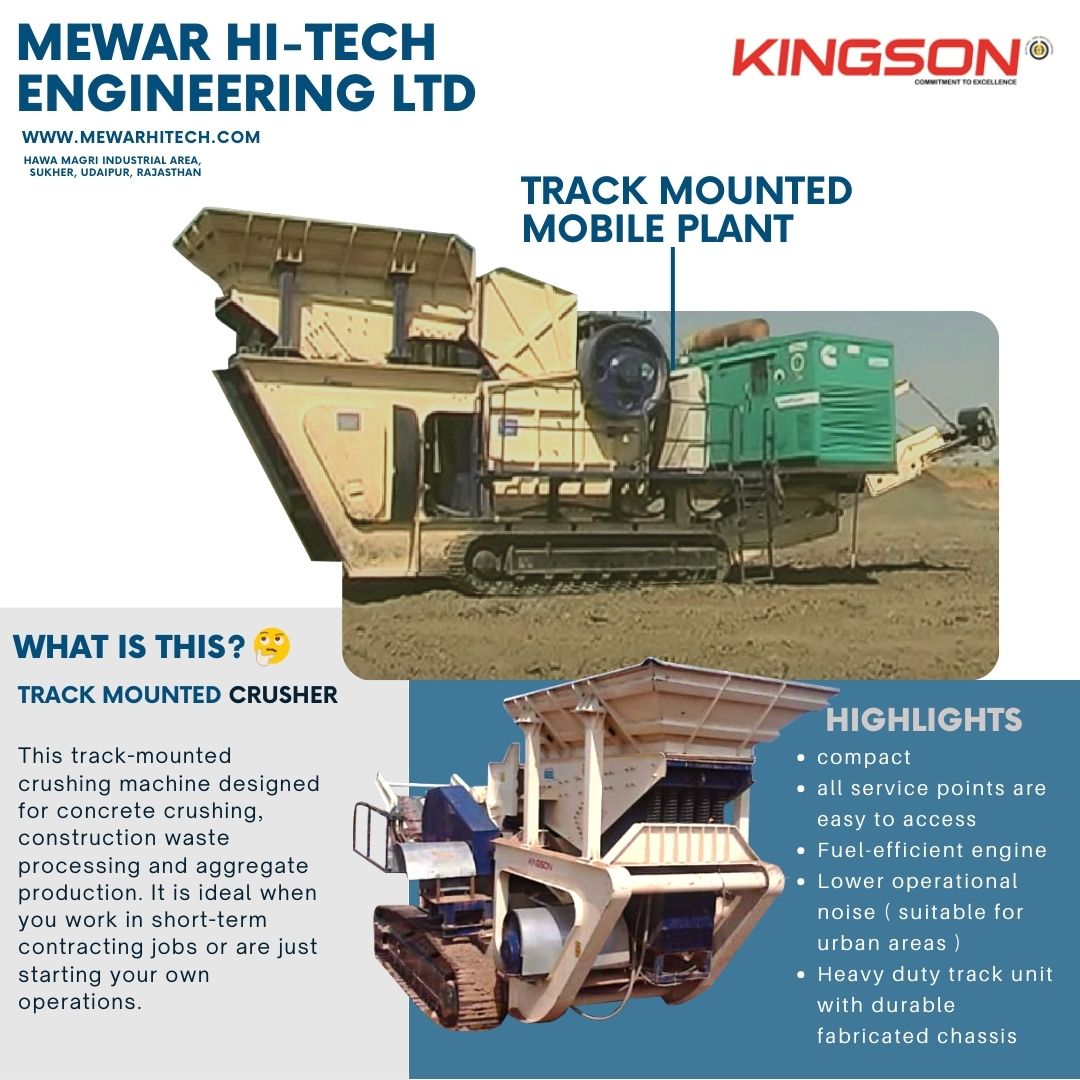 MEWAR HI-TECH
ENGINEERING LTD
WWW.MEWARHITECH.COM
HAWA MAGRI INDUSTRIAL AREA,
SUKHER, UDAIPUR, RAJASTHAN
KINGSON
COMMITMENT TO EXCELLENCE
TRACK MOUNTED
MOBILE PLANT
WHAT IS THIS?
TRACK MOUNTED CRUSHER
This track-mounted
crushing machine designed
for concrete crushing,
construction waste
processing and aggregate
production. It is ideal when
you work in short-term
contracting jobs or are just
starting your own
operations.
KINGSON
HIGHLIGHTS
• compact
• all service points are
easy to access
• Fuel-efficient engine
• Lower operational
noise ( suitable for
urban areas )
• Heavy duty track unit
with durable
fabricated chassis